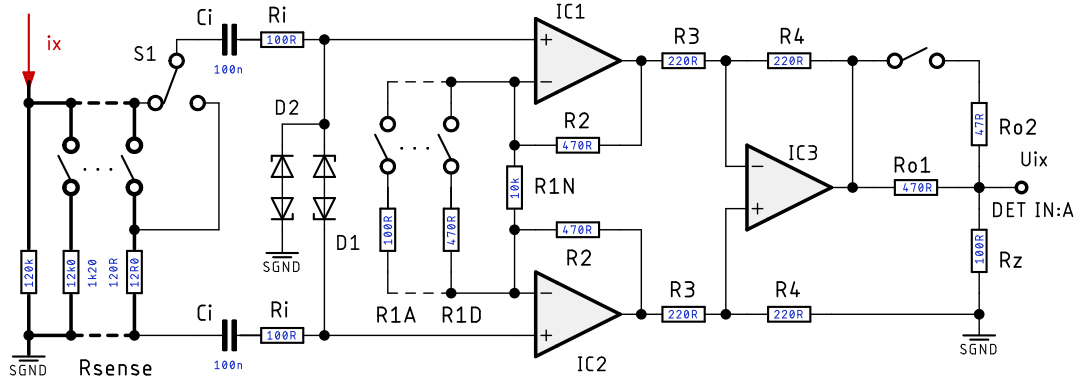 ix
S1
Ci
100n
Ri
100R
D2
D1
SGND
IC1
+
−
R2
470R
R1N
10k
100R
470R
470R
R2
R1A
R1D
−
+
IC2
R3
220R
R4
220R
IC3
−
+
Ro1
470R
Ro2
47R
Uix
DET IN:A
Rz
100R
R3
220R
R4
220R
SGND
120k
12k0
1k20
120R
12R0
Ci
100n
Ri
100R
SGND
Rsense